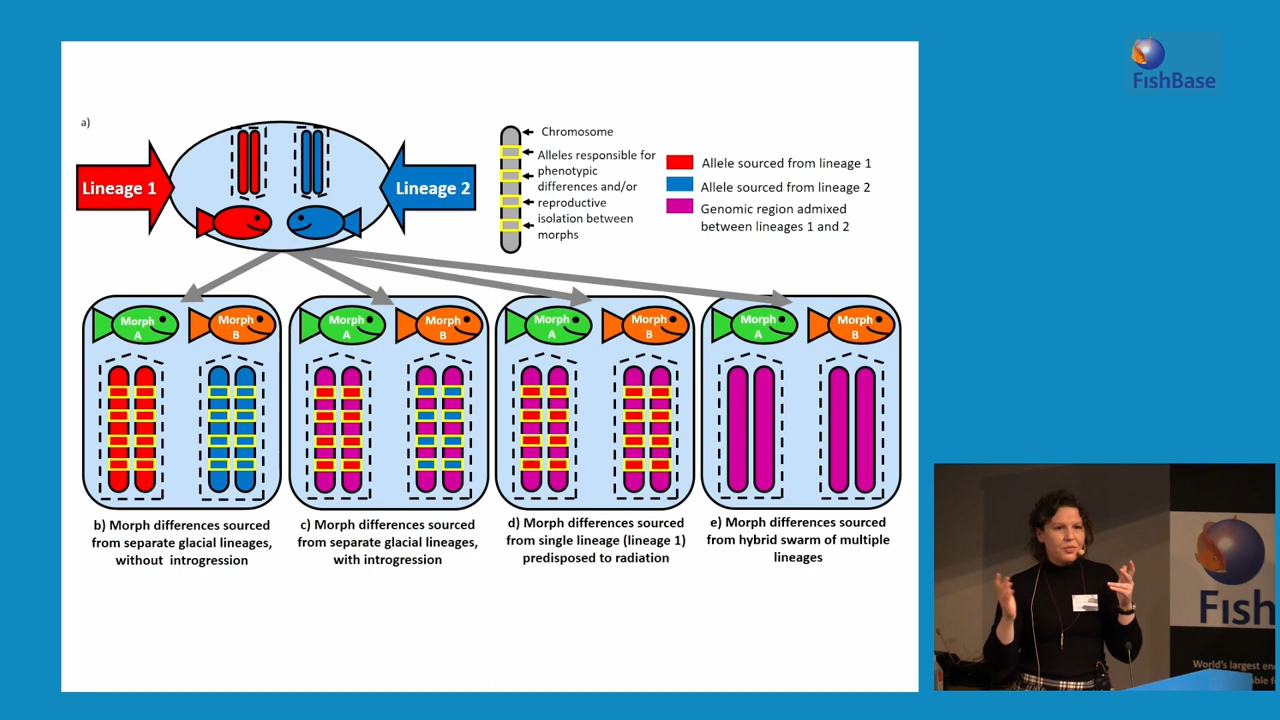 FishBase
a)
Lineage 1
Lineage 2
Chromosome
Alleles responsible for
phenotypic
differences and/or
reproductive
isolation between
morphs
Allele sourced from lineage 1
Allele sourced from lineage 2
Genomic region admixed
between lineages 1 and 2
Morph
A
Morph
B
Morph
A
Morph
B
Morph
A
Morph
B
Morph
A
Morph
B
b) Morph differences sourced
from separate glacial lineages,
without introgression
c) Morph differences sourced
from separate glacial lineages,
with introgression
d) Morph differences sourced
from single lineage (lineage 1)
predisposed to radiation
e) Morph differences sourced
from hybrid swarm of multiple
lineages
Fish
World's largest en
ble f